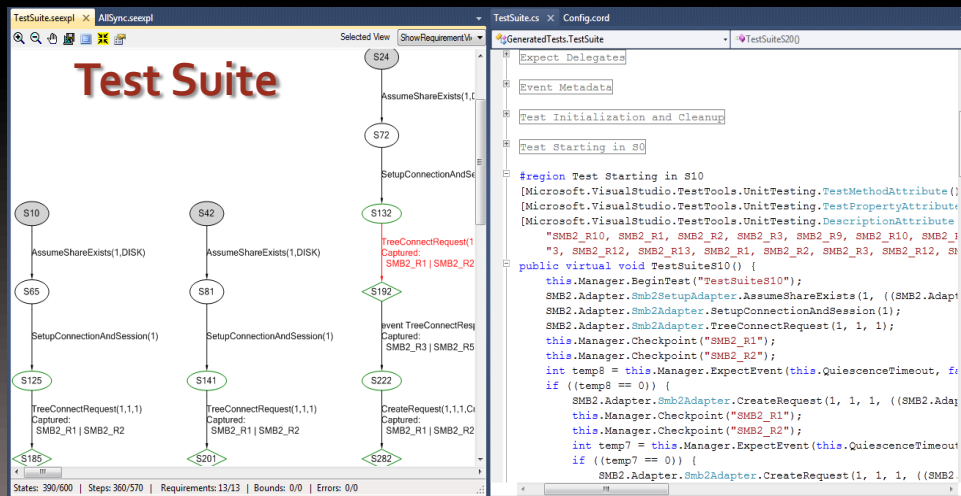 TestSuite.seexpl
AllSync.seexpl
Selected View
ShowRequirementVi
Test Suite
S24
AssumeShareExists(1,D
S72
SetupConnectionAndSe
S10
S42
S132
AssumeShareExists(1,DISK)
AssumeShareExists(1,DISK)
TreeConnectRequest(1
Captured:
SMB2_R1 | SMB2_R2
S65
S81
S192
SetupConnectionAndSession(1)
SetupConnectionAndSession(1)
event TreeConnectResp
Captured:
SMB2_R3 | SMB2_R5
S125
S141
S222
TreeConnectRequest(1,1,1)
Captured:
SMB2_R1 | SMB2_R2
TreeConnectRequest(1,1,1)
Captured:
SMB2_R1 | SMB2_R2
CreateRequest(1,1,1,C
Captured:
SMB2_R1 | SMB2_R2
S185
S201
S282
States: 390/600 | Steps: 360/570 | Requirements: 13/13 | Bounds: 0/0 | Errors: 0/0
TestSuite.cs
Config.cord
GeneratedTests.TestSuite
TestSuiteS20()
Expect Delegates
Event Metadata
Test Initialization and Cleanup
Test Starting in S0
#region Test Starting in S10
[Microsoft.VisualStudio.TestTools.UnitTesting.TestMethodAttribute()
[Microsoft.VisualStudio.TestTools.UnitTesting.TestPropertyAttribute
[Microsoft.VisualStudio.TestTools.UnitTesting.DescriptionAttribute
"SMB2_R10, SMB2_R1, SMB2_R2, SMB2_R3, SMB2_R9, SMB2_R10, SMB2_
"3, SMB2_R12, SMB2_R13, SMB2_R1, SMB2_R2, SMB2_R3, SMB2_R12, SM
public virtual void TestSuiteS10() {
this.Manager.BeginTest("TestSuiteS10");
SMB2.Adapter.Smb2SetupAdapter.AssumeShareExists(1, ((SMB2.Adapt
SMB2.Adapter.Smb2Adapter.SetupConnectionAndSession(1);
SMB2.Adapter.Smb2Adapter.TreeConnectRequest(1, 1, 1);
this.Manager.Checkpoint("SMB2_R1");
this.Manager.Checkpoint("SMB2_R2");
int temp8 = this.Manager.ExpectEvent(this.QuiescenceTimeout, fa
if ((temp8 == 0)) {
SMB2.Adapter.Smb2Adapter.CreateRequest(1, 1, 1, ((SMB2.Adap
this.Manager.Checkpoint("SMB2_R1");
this.Manager.Checkpoint("SMB2_R2");
int temp7 = this.Manager.ExpectEvent(this.QuiescenceTimeout
if ((temp7 == 0)) {
SMB2.Adapter.Smb2Adapter.CreateRequest(1, 1, 1, ((SMB2